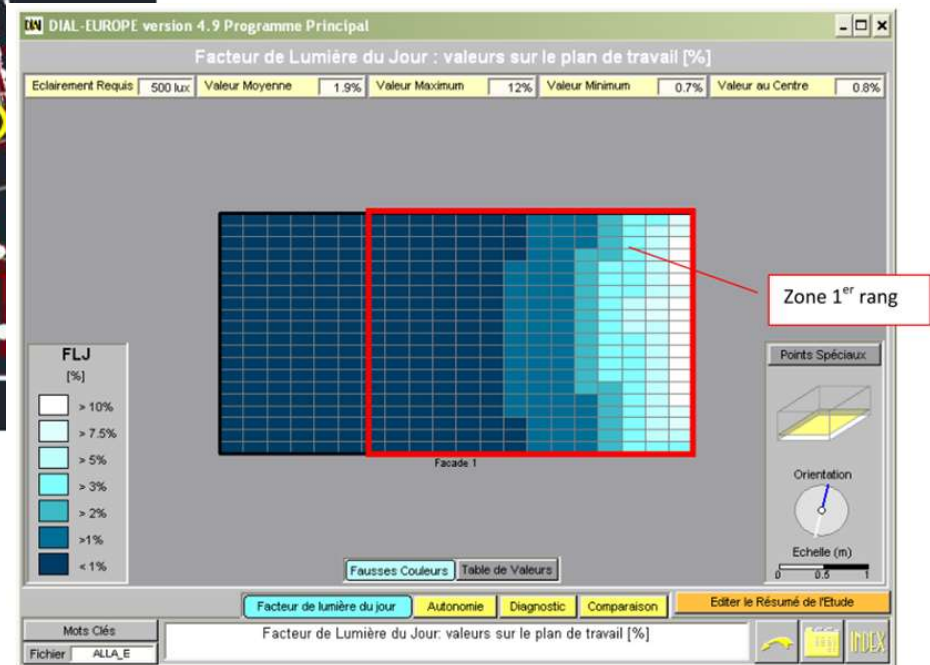 DIAL-EUROPE version 4.9 Programme Principal
Facteur de Lumière du Jour : valeurs sur le plan de travail [%]
Eclairement Requis 500 lux Valeur Moyenne 1.9% Valeur Maximum 12% Valeur Minimum 0.7% Valeur au Centre 0.8%
Zone 1er rang
Facade 1
FLJ
[%]
> 10%
> 7.5%
> 5%
> 3%
> 2%
>1%
< 1%
Points Spéciaux
Orientation
Echelle (m)
0 0.5 1
Fausses Couleurs Table de Valeurs
Facteur de lumière du jour Autonomie Diagnostic Comparaison Editer le Résumé de l'Etude
Mots Clés
Fichier ALLA_E
Facteur de Lumière du Jour: valeurs sur le plan de travail [%]
INDEX